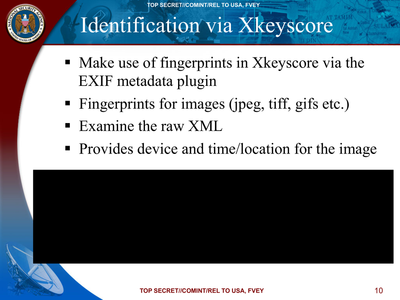 TOP SECRET//COMINT/REL TO USA, FVEY
Identification via Xkeyscore
▪ Make use of fingerprints in Xkeyscore via the
EXIF metadata plugin
▪ Fingerprints for images (jpeg, tiff, gifs etc.)
▪ Examine the raw XML
▪ Provides device and time/location for the image
TOP SECRET//COMINT/REL TO USA, FVEY
10